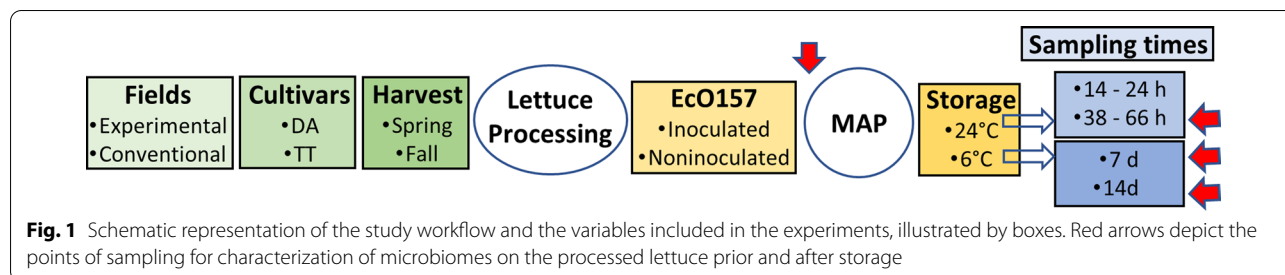 Sampling times
Fields
•Experimental
•Conventional
Cultivars
•DA
•TT
Harvest
•Spring
•Fall
Lettuce
Processing
EcO157
•Inoculated
•Noninoculated
MAP
Storage
•24°C
•6°C
•14 - 24 h
•38 - 66 h
•7 d
•14d
Fig. 1 Schematic representation of the study workflow and the variables included in the experiments, illustrated by boxes. Red arrows depict the
points of sampling for characterization of microbiomes on the processed lettuce prior and after storage